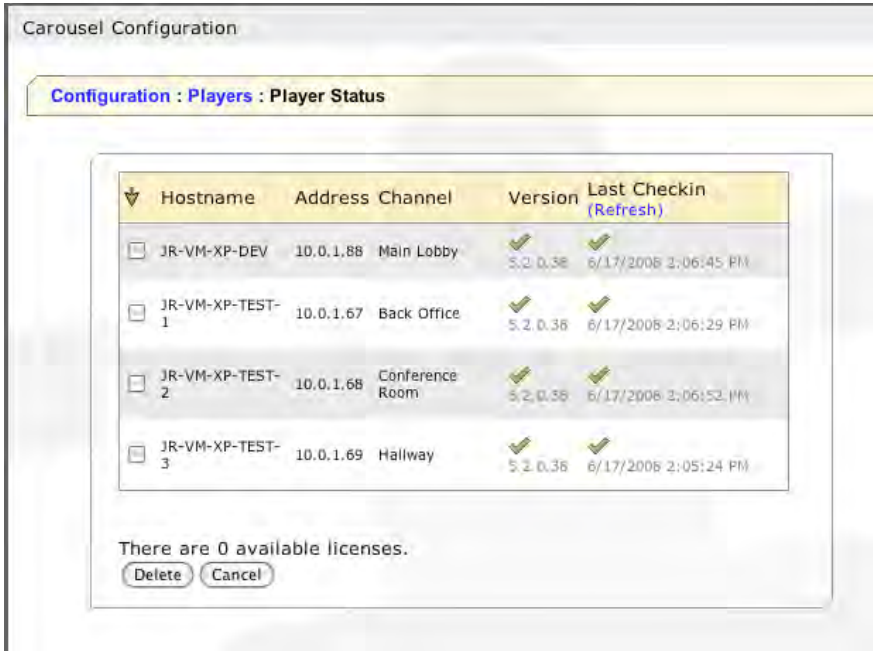 Carousel Configuration
Configuration : Players : Player Status
Hostname Address Channel Version Last Checkin
(Refresh)
JR-VM-XP-DEV 10.0.1.88 Main Lobby 5.2.0.38 6/17/2008 2:06:45 PM
JR-VM-XP-TEST-
1 10.0.1.67 Back Office 5.2.0.38 6/17/2008 2:06:29 PM
JR-VM-XP-TEST-
2 10.0.1.68 Conference
Room 5.2.0.38 6/17/2008 2:06:52 PM
JR-VM-XP-TEST-
3 10.0.1.69 Hallway 5.2.0.38 6/17/2008 2:05:24 PM
There are 0 available licenses.
Delete Cancel